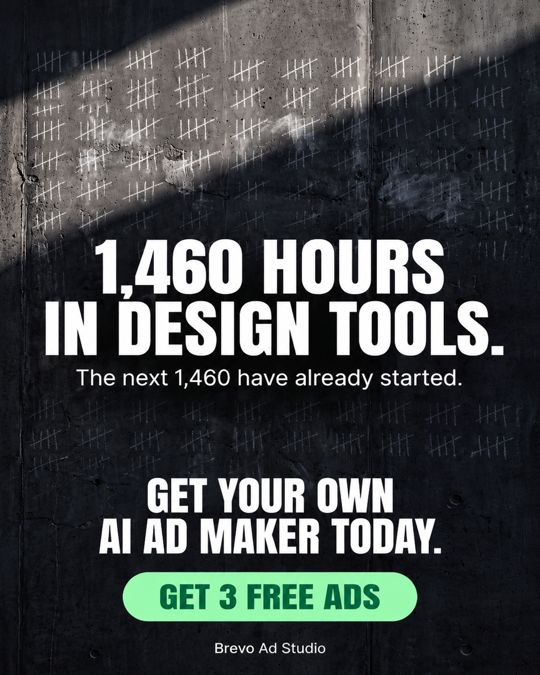 1,460 HOURS
IN DESIGN TOOLS.
The next 1,460 have already started.
GET YOUR OWN
AI AD MAKER TODAY.
GET 3 FREE ADS
Brevo Ad Studio